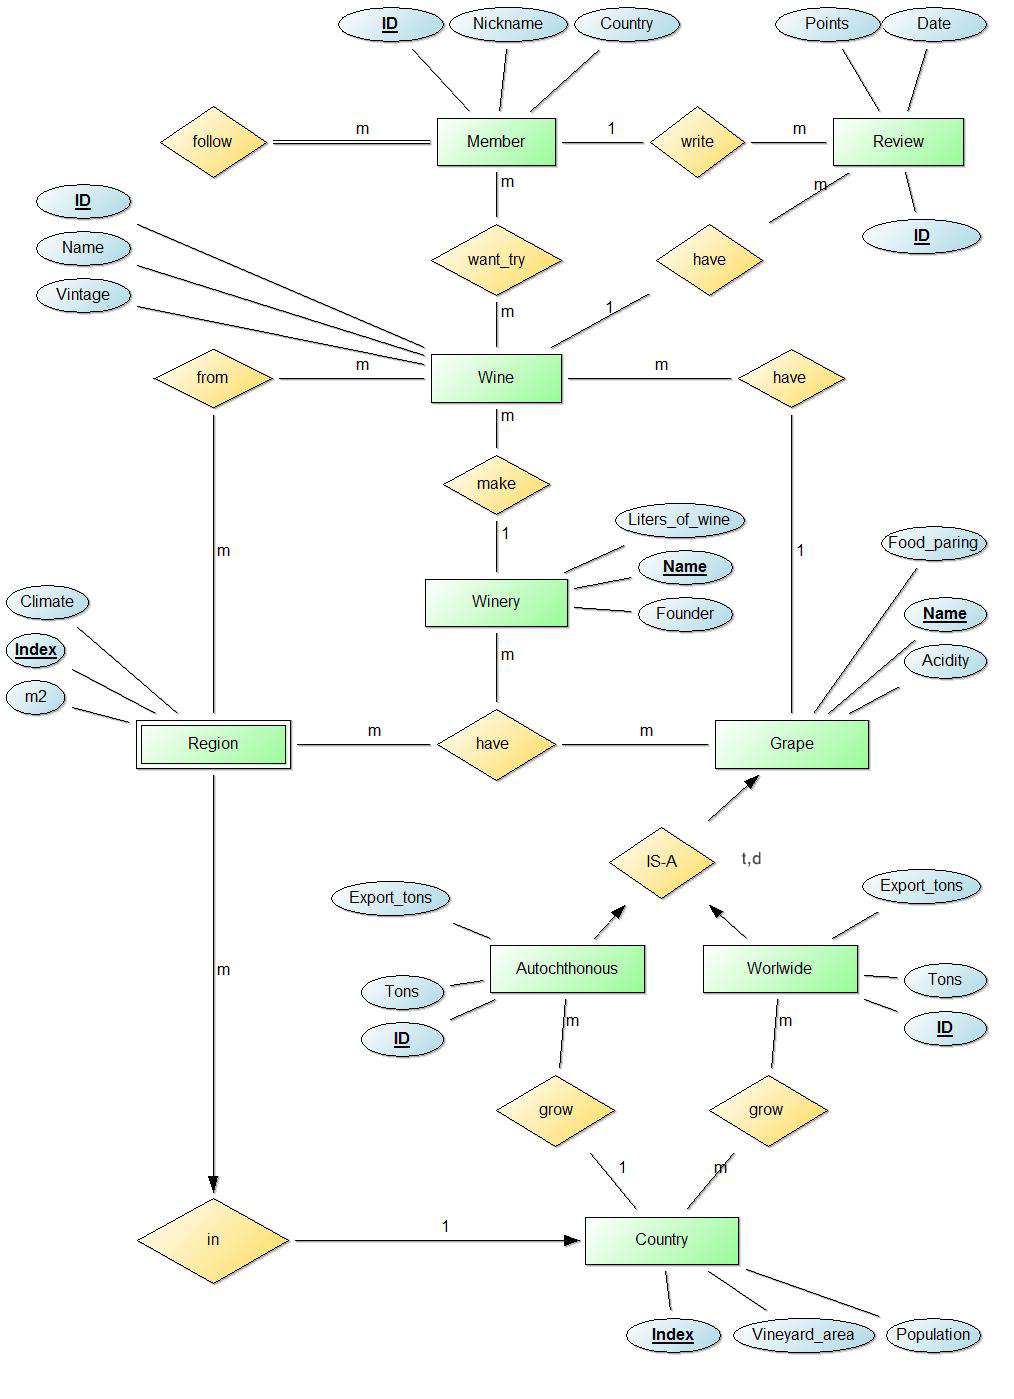 ID
Nickname
Country
Points
Date
follow
m
Member
1
write
m
Review
m
m
ID
ID
Name
want_try
have
Vintage
m
1
from
m
Wine
m
have
m
make
Liters_of_wine
1
Food_paring
m
1
Name
Winery
Founder
Climate
Name
Index
m
Acidity
m2
Region
m
have
m
Grape
IS-A
t,d
Export_tons
Export_tons
Autochthonous
Worlwide
m
Tons
Tons
ID
m
m
ID
grow
grow
1
m
in
1
Country
Index
Vineyard_area
Population